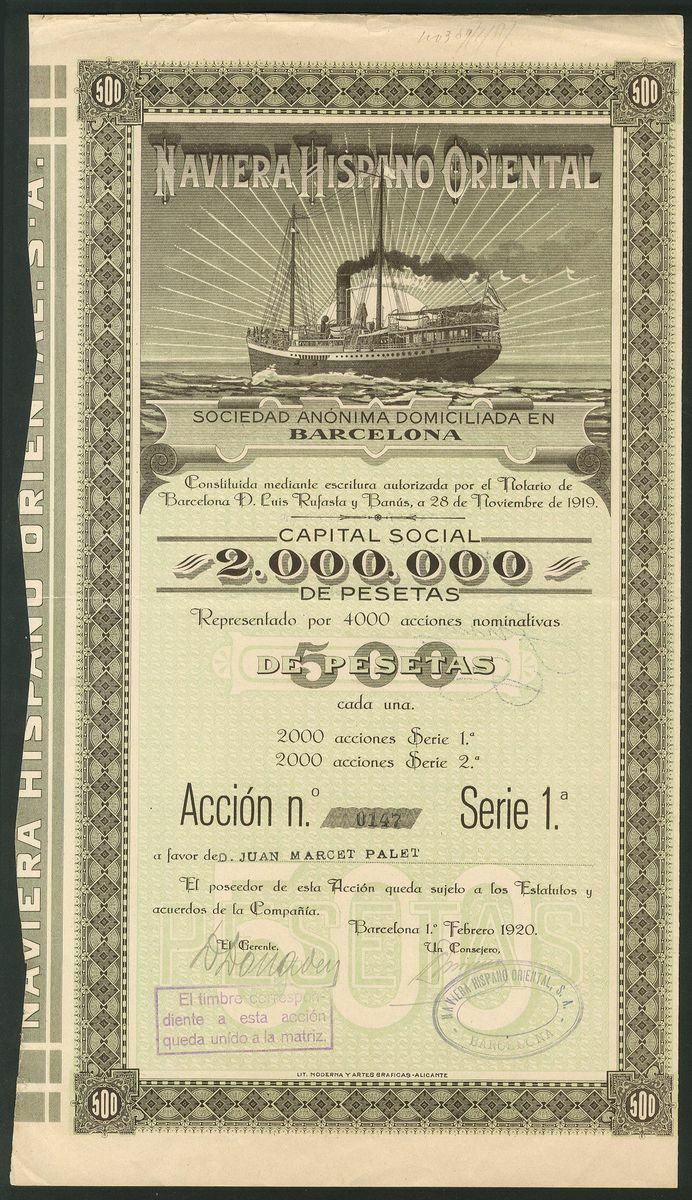 500
500
NAVIERA HISPANO ORIENTAL
SOCIEDAD ANÓNIMA DOMICILIADA EN
BARCELONA
Constituida mediante escritura autorizada por el Notario de
Barcelona D. Luis Rufasta y Banús, a 28 de Noviembre de 1919.
CAPITAL SOCIAL
2.000.000
DE PESETAS
Representado por 4000 acciones nominativas
500
DE PESETAS
cada una.
2000 acciones Serie 1.ª
2000 acciones Serie 2.ª
Acción n.º 0147 Serie 1.ª
a favor de D. JUAN MARCET PALET
El poseedor de esta Acción queda sujeto a los Estatutos y
acuerdos de la Compañía.
Barcelona 1.º Febrero 1920.
El Gerente, Un Consejero,
500
PESETAS
El timbre correspon-
diente a esta acción
queda unido a la matriz.
NAVIERA HISPANO ORIENTAL, S. A.
BARCELONA
LIT. MODERNA Y ARTES GRAFICAS-ALICANTE
500
500
NAVIERA HISPANO ORIENTAL.S.A.